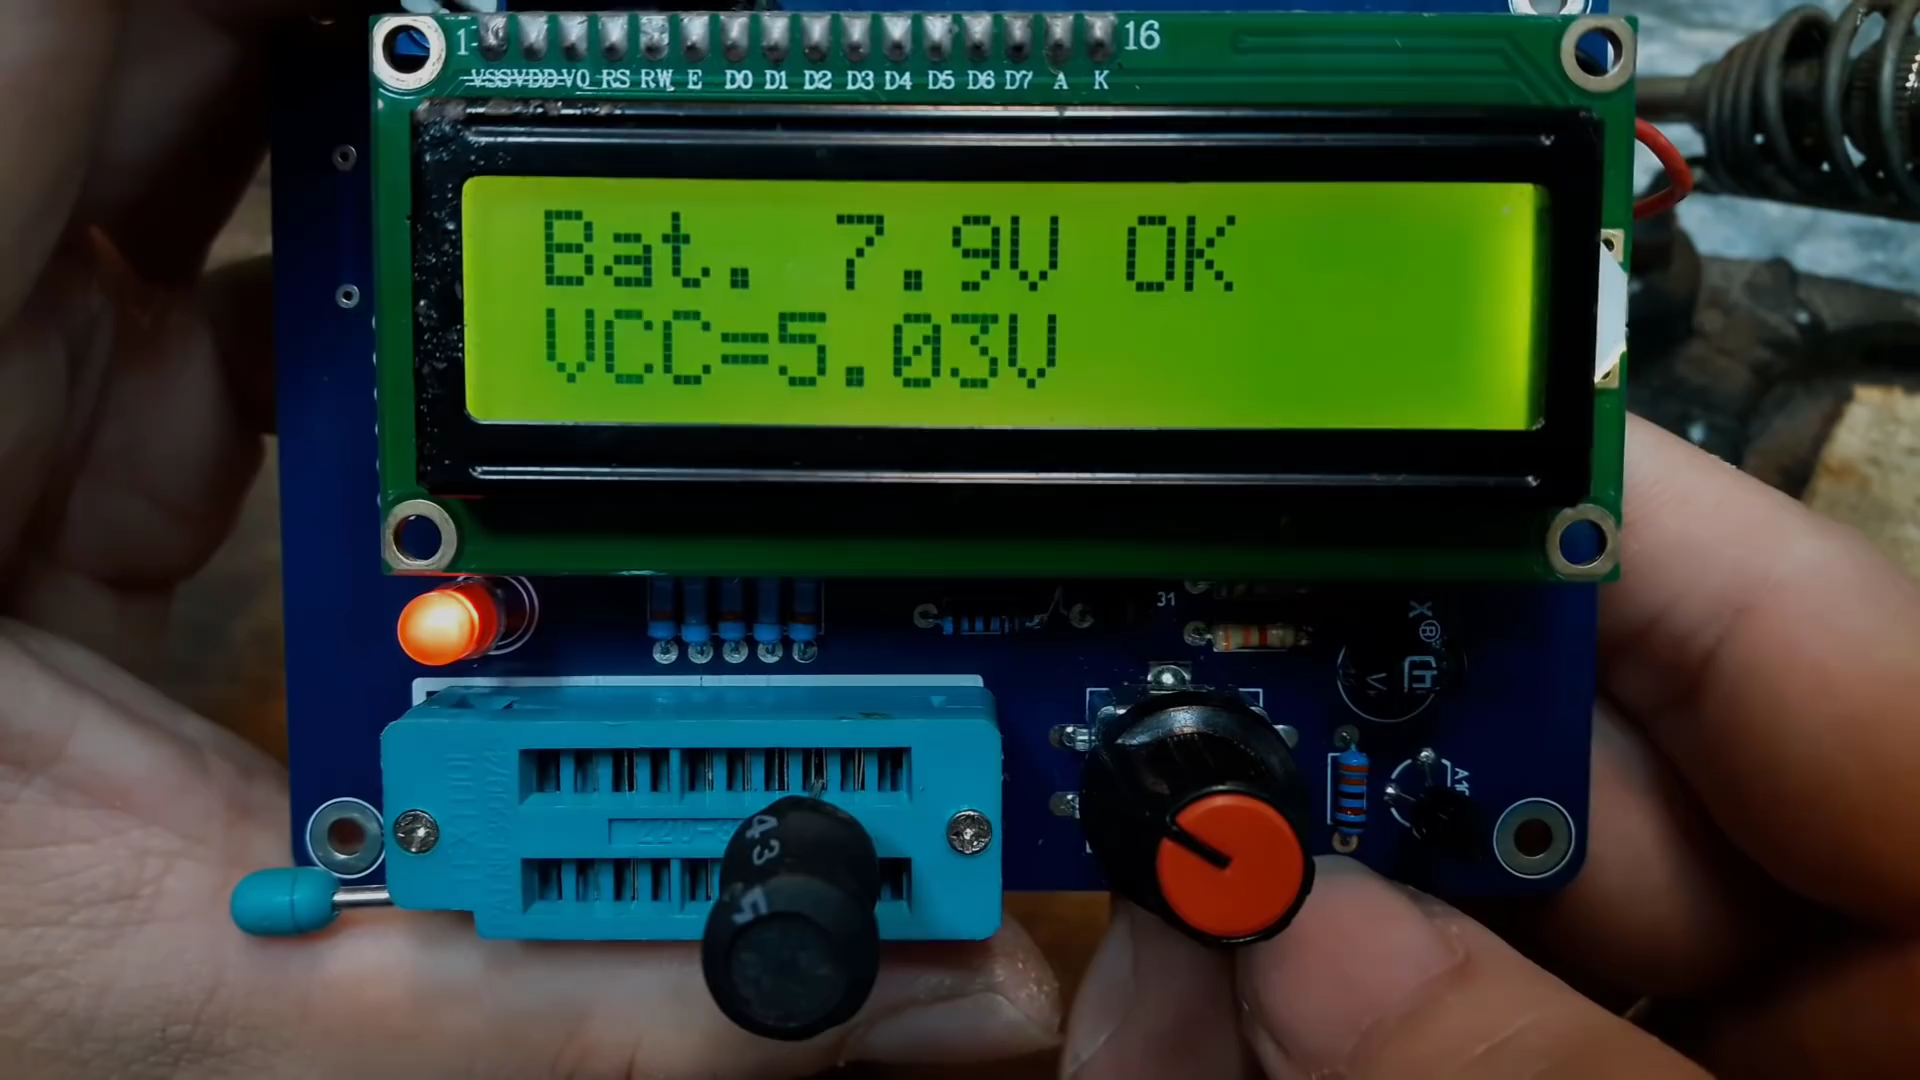 1 16
VSS VDD V0 RS RW E D0 D1 D2 D3 D4 D5 D6 D7 A K
Bat. 7.9V OK
VCC=5.03V
31